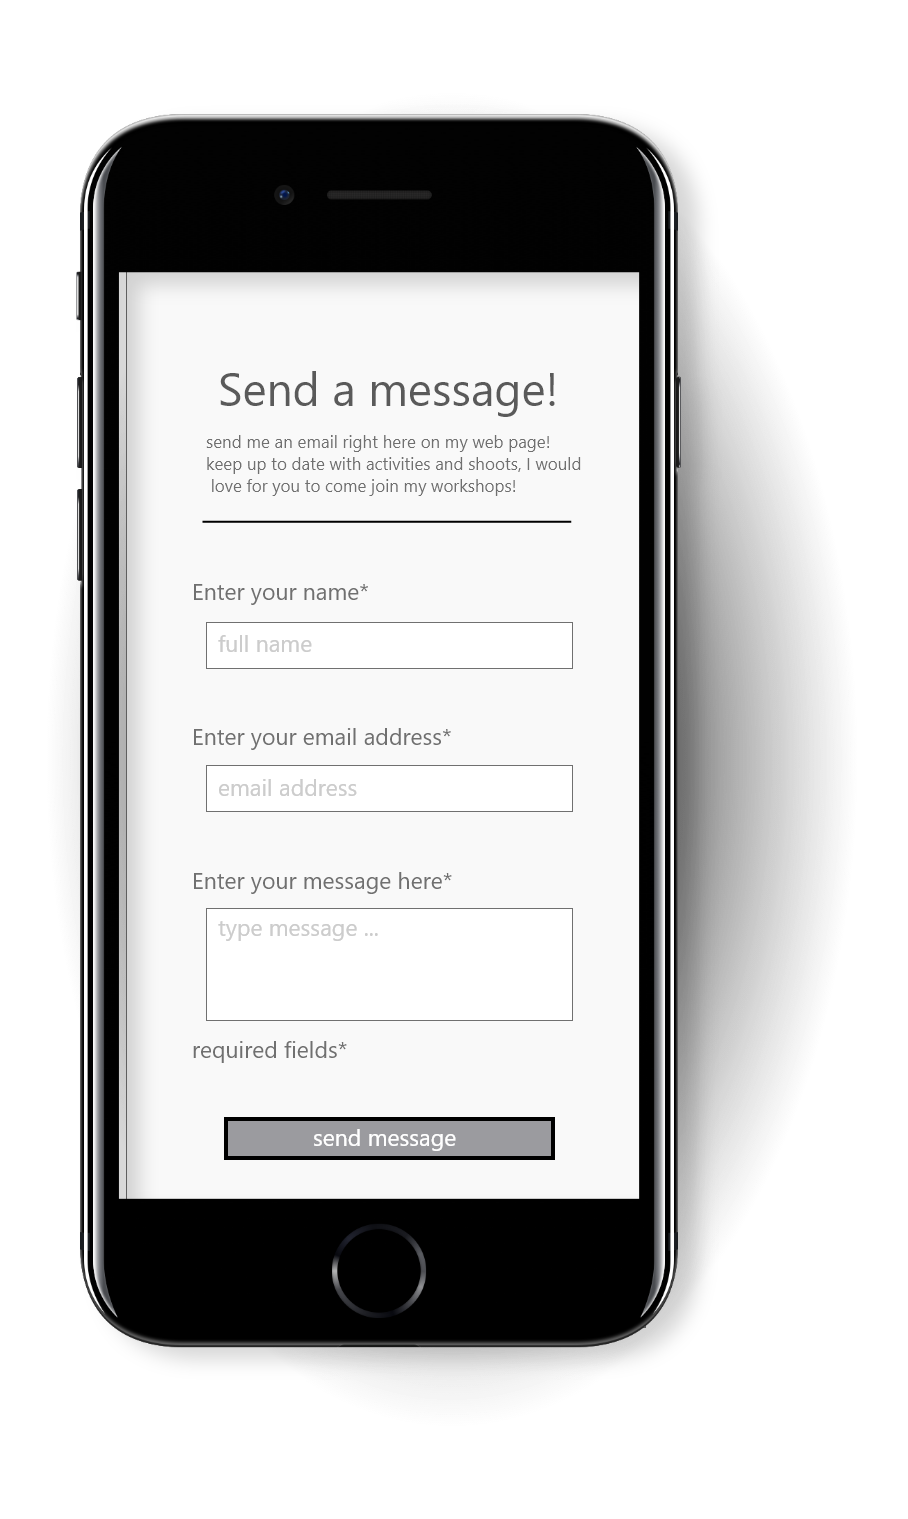 Send a message!
send me an email right here on my web page!
keep up to date with activities and shoots, I would
love for you to come join my workshops!
Enter your name*
full name
Enter your email address*
email address
Enter your message here*
type message ...
required fields*
send message